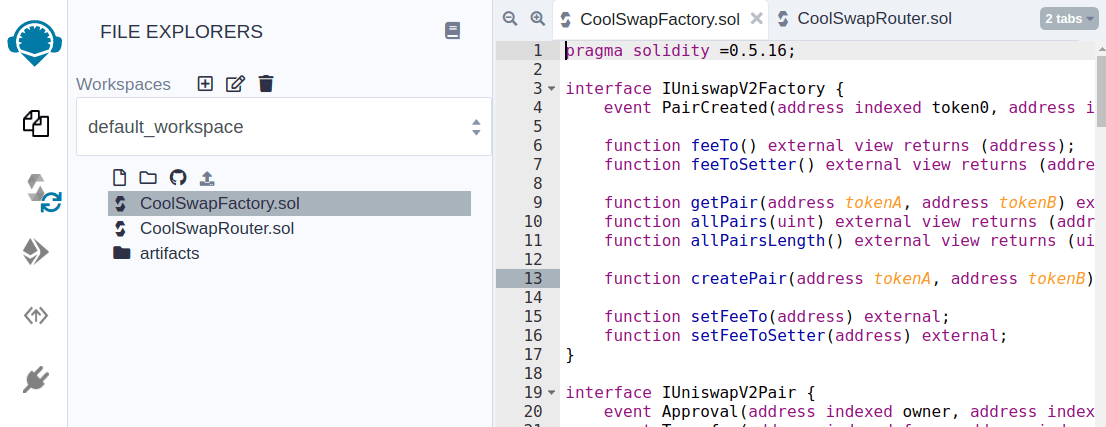 FILE EXPLORERS
Workspaces
default_workspace
CoolSwapFactory.sol
CoolSwapRouter.sol
artifacts
CoolSwapFactory.sol
CoolSwapRouter.sol
2 tabs
1 pragma solidity =0.5.16;
2
3 interface IUniswapV2Factory {
4 event PairCreated(address indexed token0, address i
5
6 function feeTo() external view returns (address);
7 function feeToSetter() external view returns (addre
8
9 function getPair(address tokenA, address tokenB) ex
10 function allPairs(uint) external view returns (addr
11 function allPairsLength() external view returns (ui
12
13 function createPair(address tokenA, address tokenB)
14
15 function setFeeTo(address) external;
16 function setFeeToSetter(address) external;
17 }
18
19 interface IUniswapV2Pair {
20 event Approval(address indexed owner, address index